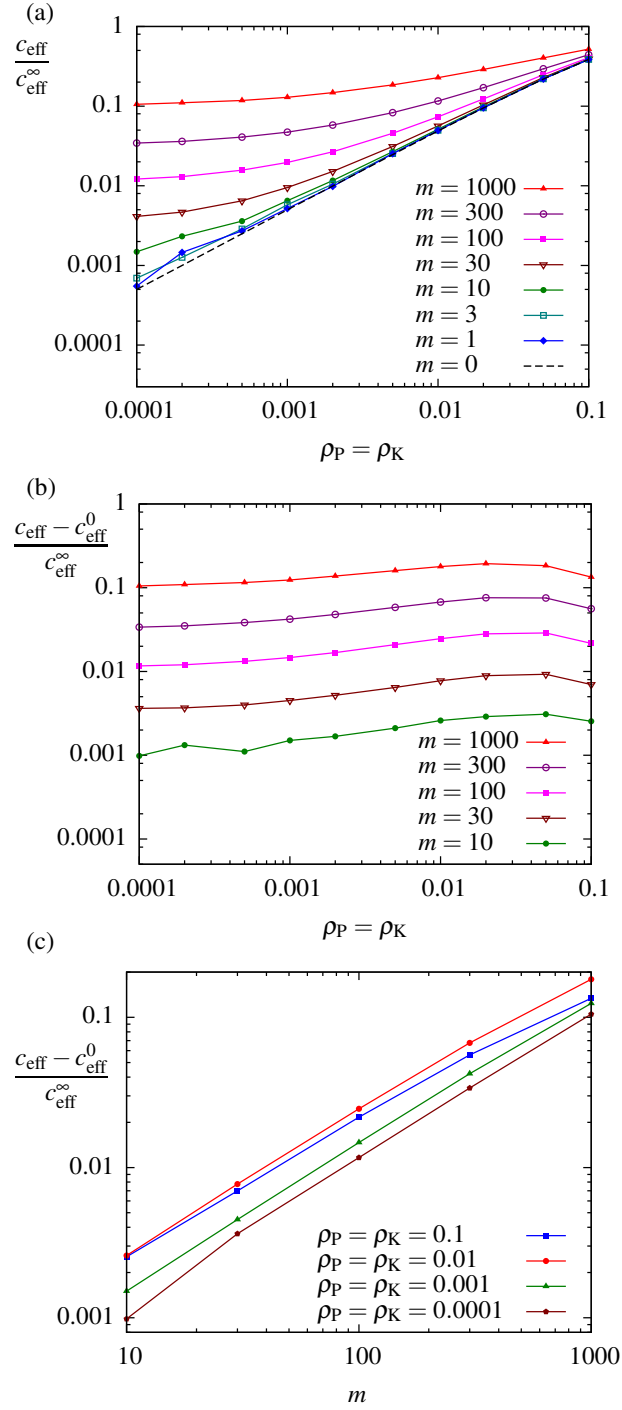 (a)
c_eff
c_eff^∞
1
0.1
0.01
0.001
0.0001
m = 1000
m = 300
m = 100
m = 30
m = 10
m = 3
m = 1
m = 0
0.0001 0.001 0.01 0.1
ρ_P = ρ_K
(b)
c_eff − c_eff^0
c_eff^∞
1
0.1
0.01
0.001
0.0001
m = 1000
m = 300
m = 100
m = 30
m = 10
0.0001 0.001 0.01 0.1
ρ_P = ρ_K
(c)
c_eff − c_eff^0
c_eff^∞
0.1
0.01
0.001
ρ_P = ρ_K = 0.1
ρ_P = ρ_K = 0.01
ρ_P = ρ_K = 0.001
ρ_P = ρ_K = 0.0001
10 100 1000
m